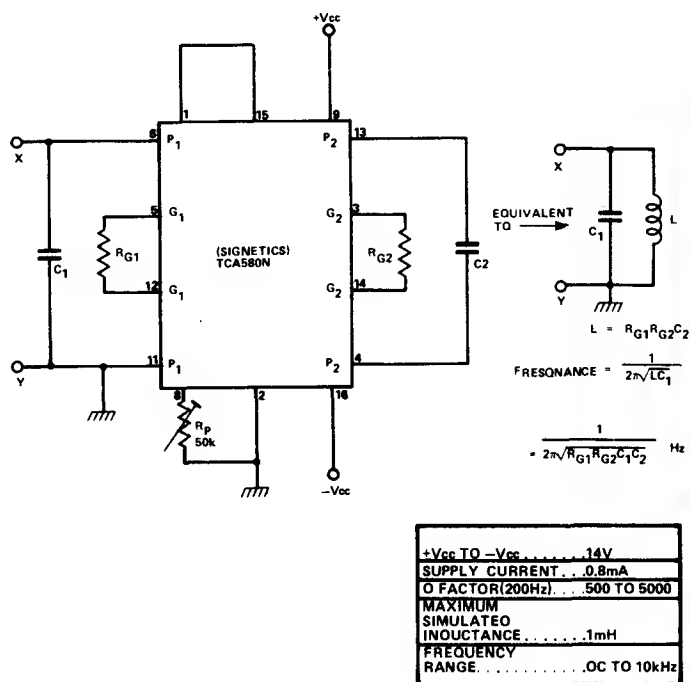 +Vcc
1
15
9
6
P1
P2
13
X
5
G1
G2
3
C1
RG1
(SIGNETICS)
TCA580N
RG2
C2
12
G1
G2
14
Y
11
P1
P2
4
8
2
16
RP
50k
-Vcc
EQUIVALENT
TO
X
C1
L
Y
L = RG1RG2C2
FRESONANCE = 1 / 2π√LC1
= 1 / 2π√RG1RG2C1C2 Hz
+Vcc TO -Vcc.......14V
SUPPLY CURRENT...0.8mA
O FACTOR(200Hz)....500 TO 5000
MAXIMUM
SIMULATEO
INOUCTANCE.......1mH
FREQUENCY
RANGE............OC TO 10kHz